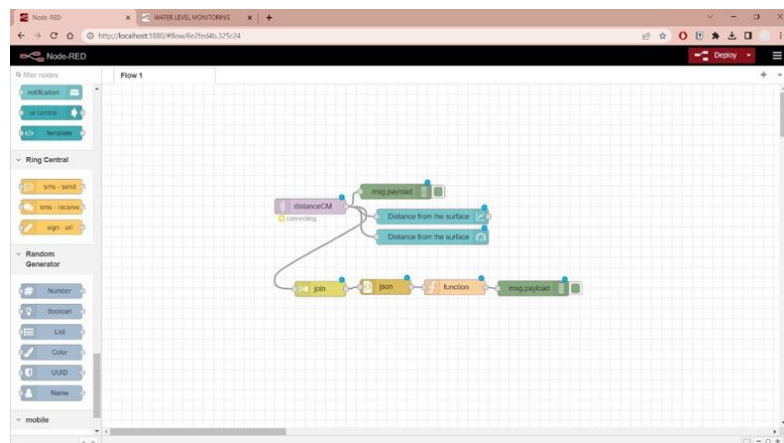 Node-RED
WATER LEVEL MONITORING
http://localhost:1880/#flow/6e2fed4b.325c24
Node-RED
Deploy
filter nodes
Flow 1
notification
ui control
template
Ring Central
sms - send
sms - receive
sign - url
Random
Generator
Number
Boolean
List
Color
UUID
Name
mobile
msg.payload
distanceCM
connecting
Distance from the surface
Distance from the surface
join
json
function
msg.payload